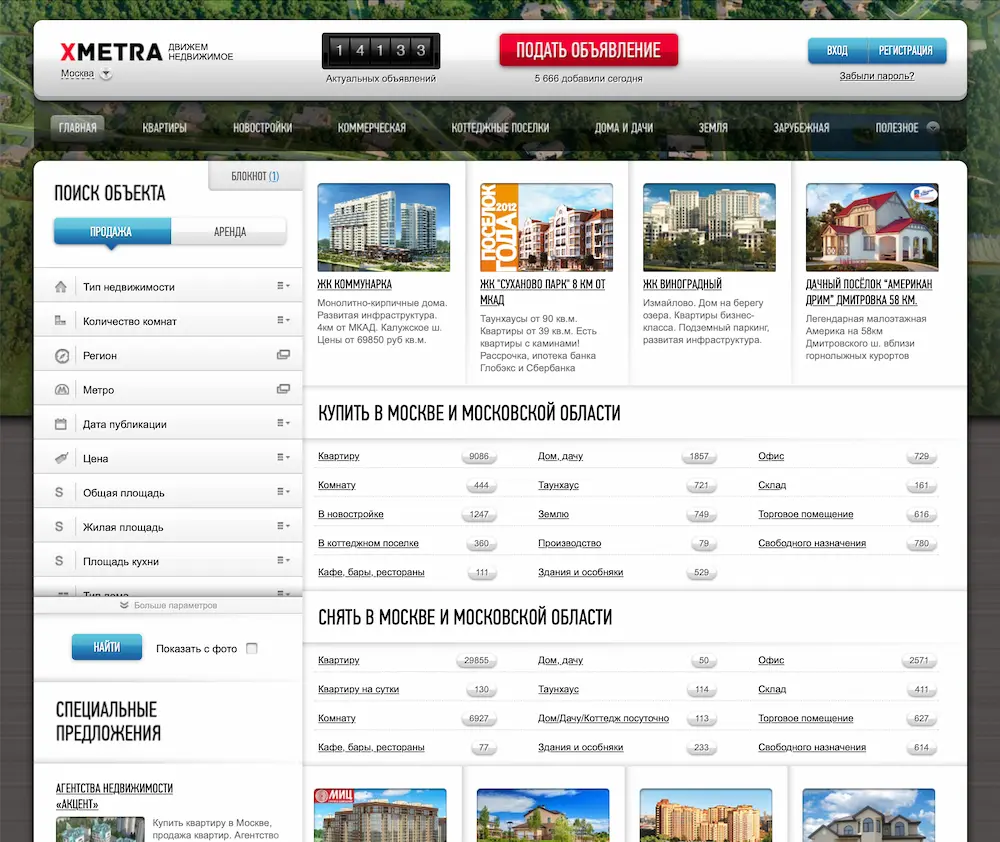 XMETRA
ДВИЖЕМ
НЕДВИЖИМОЕ
Москва
14133
Актуальных объявлений
ПОДАТЬ ОБЪЯВЛЕНИЕ
5 666 добавили сегодня
ВХОД
РЕГИСТРАЦИЯ
Забыли пароль?
ГЛАВНАЯ
КВАРТИРЫ
НОВОСТРОЙКИ
КОММЕРЧЕСКАЯ
КОТТЕДЖНЫЕ ПОСЕЛКИ
ДОМА И ДАЧИ
ЗЕМЛЯ
ЗАРУБЕЖНАЯ
ПОЛЕЗНОЕ
БЛОКНОТ (1)
ПОИСК ОБЪЕКТА
ПРОДАЖА
АРЕНДА
Тип недвижимости
Количество комнат
Регион
Метро
Дата публикации
Цена
S Общая площадь
S Жилая площадь
S Площадь кухни
Тип дома
Больше параметров
НАЙТИ
Показать с фото
СПЕЦИАЛЬНЫЕ
ПРЕДЛОЖЕНИЯ
АГЕНТСТВА НЕДВИЖИМОСТИ
«АКЦЕНТ»
Купить квартиру в Москве,
продажа квартир. Агентство
ЖК КОММУНАРКА
Монолитно-кирпичные дома.
Развитая инфраструктура.
4км от МКАД. Калужское ш.
Цены от 69850 руб кв.м.
ПОСЕЛОК
ГОДА
2012
ЖК "СУХАНОВО ПАРК" 8 КМ ОТ
МКАД
Таунхаусы от 90 кв.м.
Квартиры от 39 кв.м. Есть
квартиры с каминами!
Рассрочка, ипотека банка
Глобэкс и Сбербанка
ЖК ВИНОГРАДНЫЙ
Измайлово. Дом на берегу
озера. Квартиры бизнес-
класса. Подземный паркинг,
развитая инфраструктура.
ДАЧНЫЙ ПОСЁЛОК "АМЕРИКАН
ДРИМ" ДМИТРОВКА 58 КМ.
Легендарная малоэтажная
Америка на 58км
Дмитровского ш. вблизи
горнолыжных курортов
КУПИТЬ В МОСКВЕ И МОСКОВСКОЙ ОБЛАСТИ
Квартиру 9086
Дом, дачу 1857
Офис 729
Комнату 444
Таунхаус 721
Склад 161
В новостройке 1247
Землю 749
Торговое помещение 616
В коттеджном поселке 360
Производство 79
Свободного назначения 780
Кафе, бары, рестораны 111
Здания и особняки 529
СНЯТЬ В МОСКВЕ И МОСКОВСКОЙ ОБЛАСТИ
Квартиру 29855
Дом, дачу 50
Офис 2571
Квартиру на сутки 130
Таунхаус 114
Склад 411
Комнату 6927
Дом/Дачу/Коттедж посуточно 113
Торговое помещение 627
Кафе, бары, рестораны 77
Здания и особняки 233
Свободного назначения 614
МИЦ